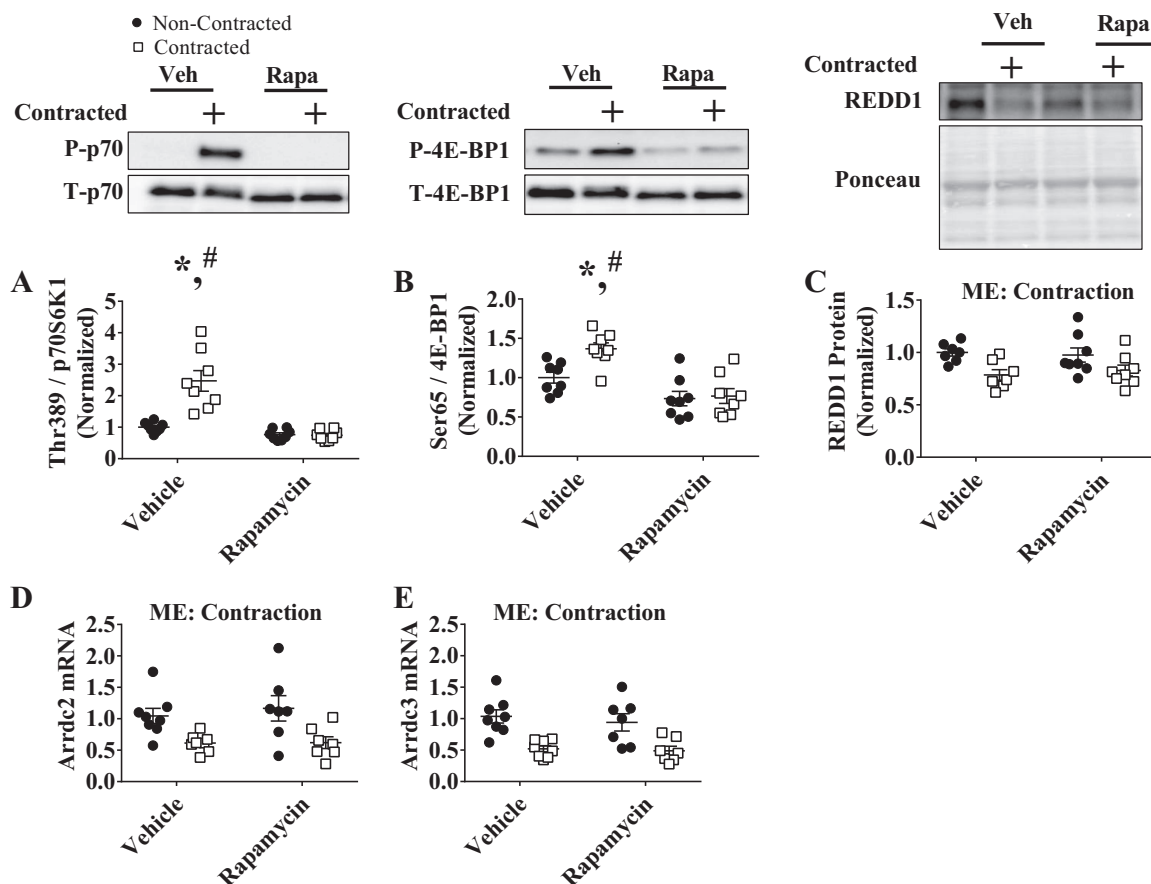 Non-Contracted
Contracted
Veh Rapa
Contracted + +
P-p70
T-p70
Veh Rapa
+ +
P-4E-BP1
T-4E-BP1
Veh Rapa
Contracted + +
REDD1
Ponceau
A
*,#
Thr389 / p70S6K1
(Normalized)
5
4
3
2
1
0
Vehicle
Rapamycin
B
*,#
Ser65 / 4E-BP1
(Normalized)
2.0
1.5
1.0
0.5
0.0
Vehicle
Rapamycin
C
ME: Contraction
REDD1 Protein
(Normalized)
1.5
1.0
0.5
0.0
Vehicle
Rapamycin
D
ME: Contraction
Arrdc2 mRNA
2.5
2.0
1.5
1.0
0.5
0.0
Vehicle
Rapamycin
E
ME: Contraction
Arrdc3 mRNA
2.5
2.0
1.5
1.0
0.5
0.0
Vehicle
Rapamycin